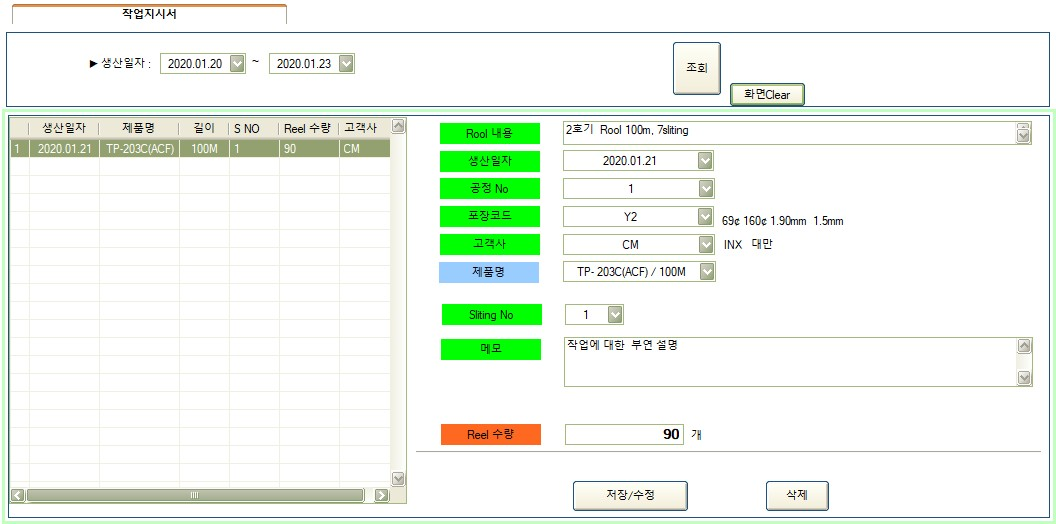 작업지시서
▶ 생산일자 : 2020.01.20 ~ 2020.01.23
조회
화면Clear
생산일자 제품명 길이 S NO Reel 수량 고객사
1 2020.01.21 TP-203C(ACF) 100M 1 90 CM
Rool 내용 2호기 Rool 100m, 7sliting
생산일자 2020.01.21
공정 No 1
포장코드 Y2 69¢ 160¢ 1.90mm 1.5mm
고객사 CM INX 대만
제품명 TP- 203C(ACF) / 100M
Sliting No 1
메모 작업에 대한 부연 설명
Reel 수량 90 개
저장/수정 삭제